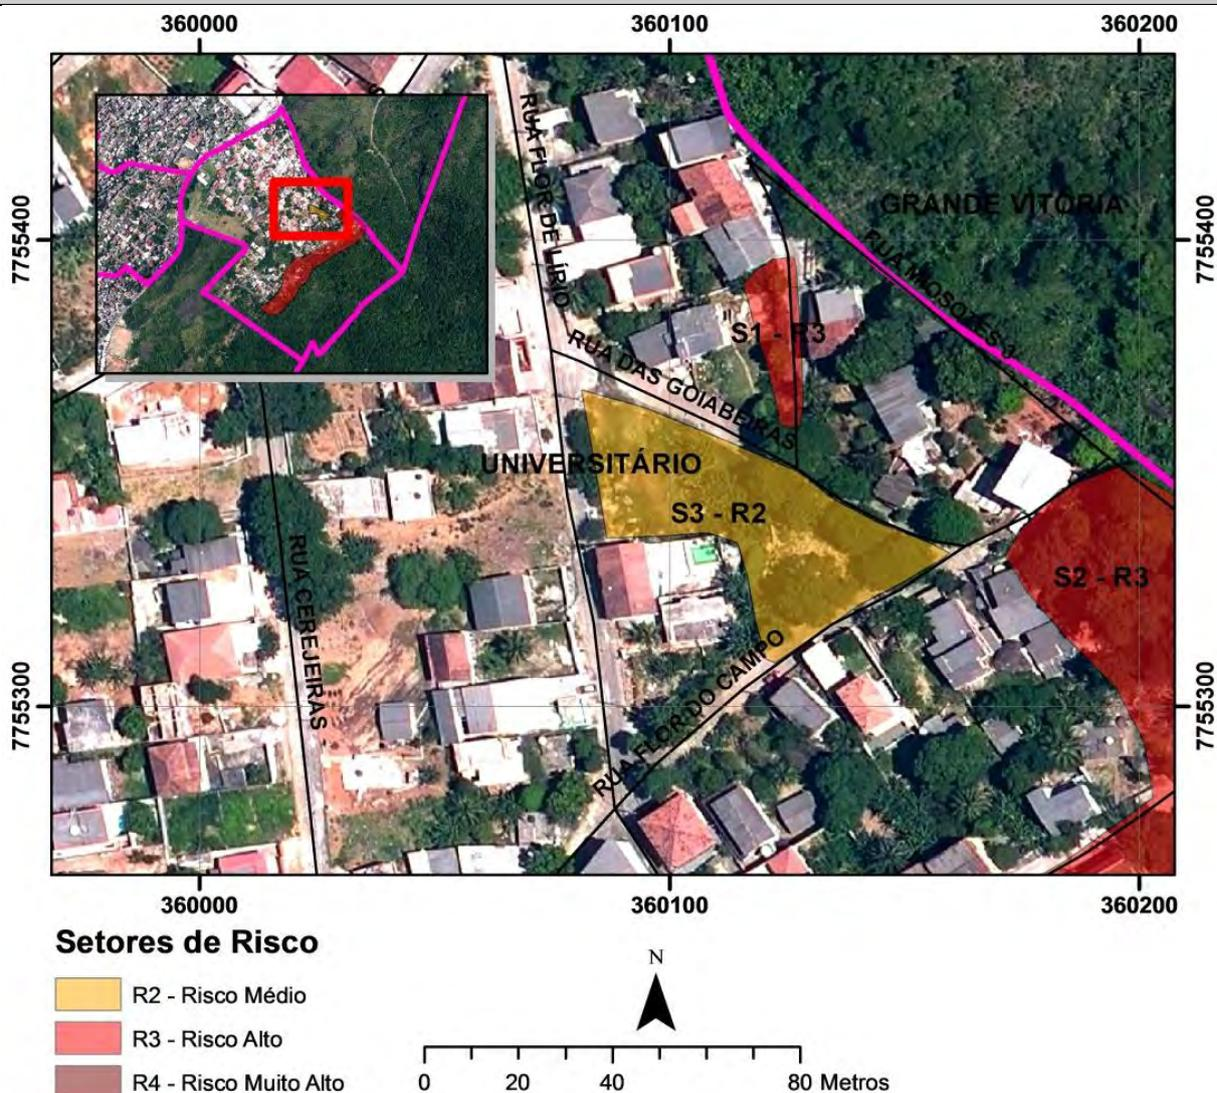 360000 360100 360200
7755400
7755400
RUA FLOR DE LÍRIO
GRANDE VITÓRIA
RUA MOSOTES 3
S1 - R3
RUA DAS GOIABEIRAS
UNIVERSITÁRIO
S3 - R2
S2 - R3
RUA CEREJEIRAS
RUA FLOR DO CAMPO
7755300
7755300
360000 360100 360200
Setores de Risco
R2 - Risco Médio
R3 - Risco Alto
R4 - Risco Muito Alto
N
0 20 40 80 Metros